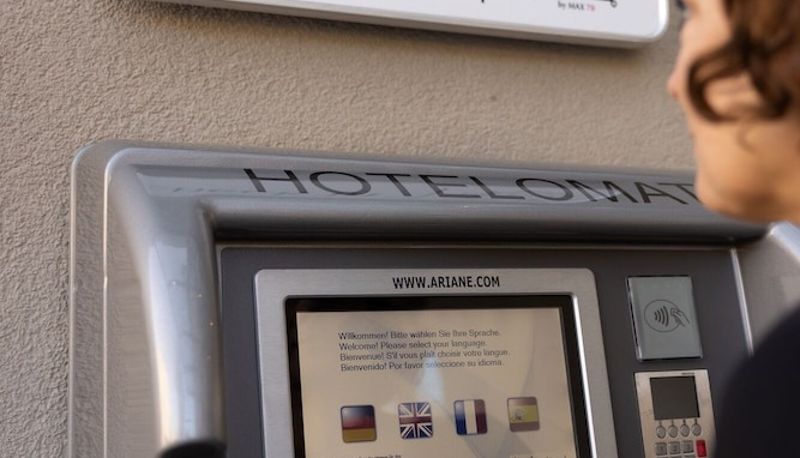 by MAX 70
HOTELOMAT
WWW.ARIANE.COM
Willkommen! Bitte wählen Sie Ihre Sprache.
Welcome! Please select your language.
Bienvenue! S'il vous plaît choisir votre langue.
Bienvenido! Por favor seleccione su idioma.